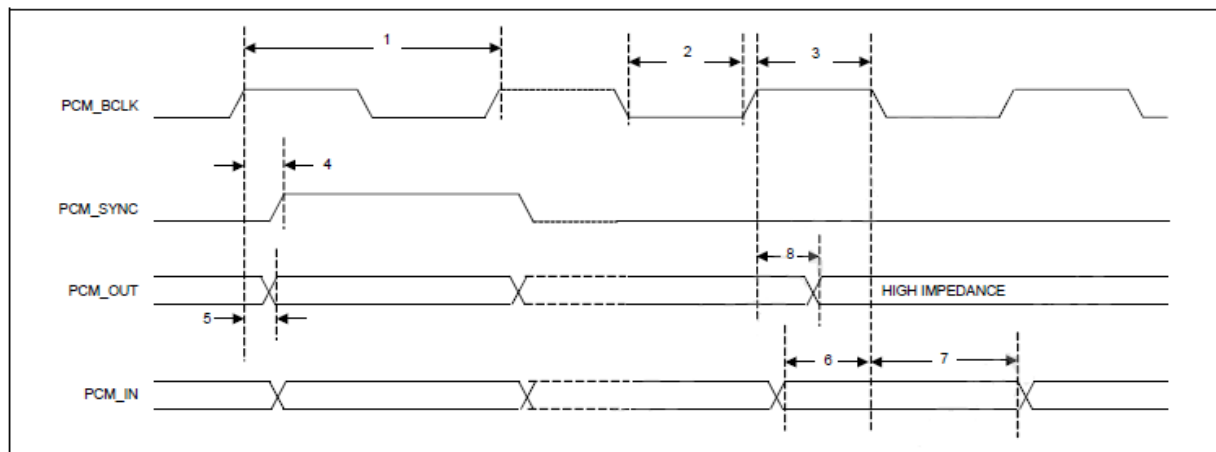 1
2
3
PCM_BCLK
4
PCM_SYNC
8
PCM_OUT
HIGH IMPEDANCE
5
6
7
PCM_IN